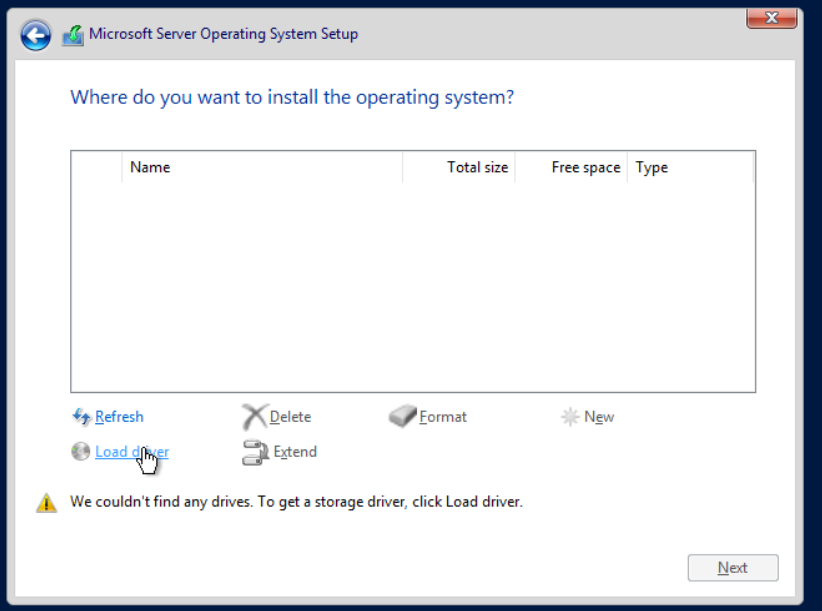 Microsoft Server Operating System Setup
Where do you want to install the operating system?
Name Total size Free space Type
Refresh Delete Format New
Load driver Extend
We couldn't find any drives. To get a storage driver, click Load driver.
Next